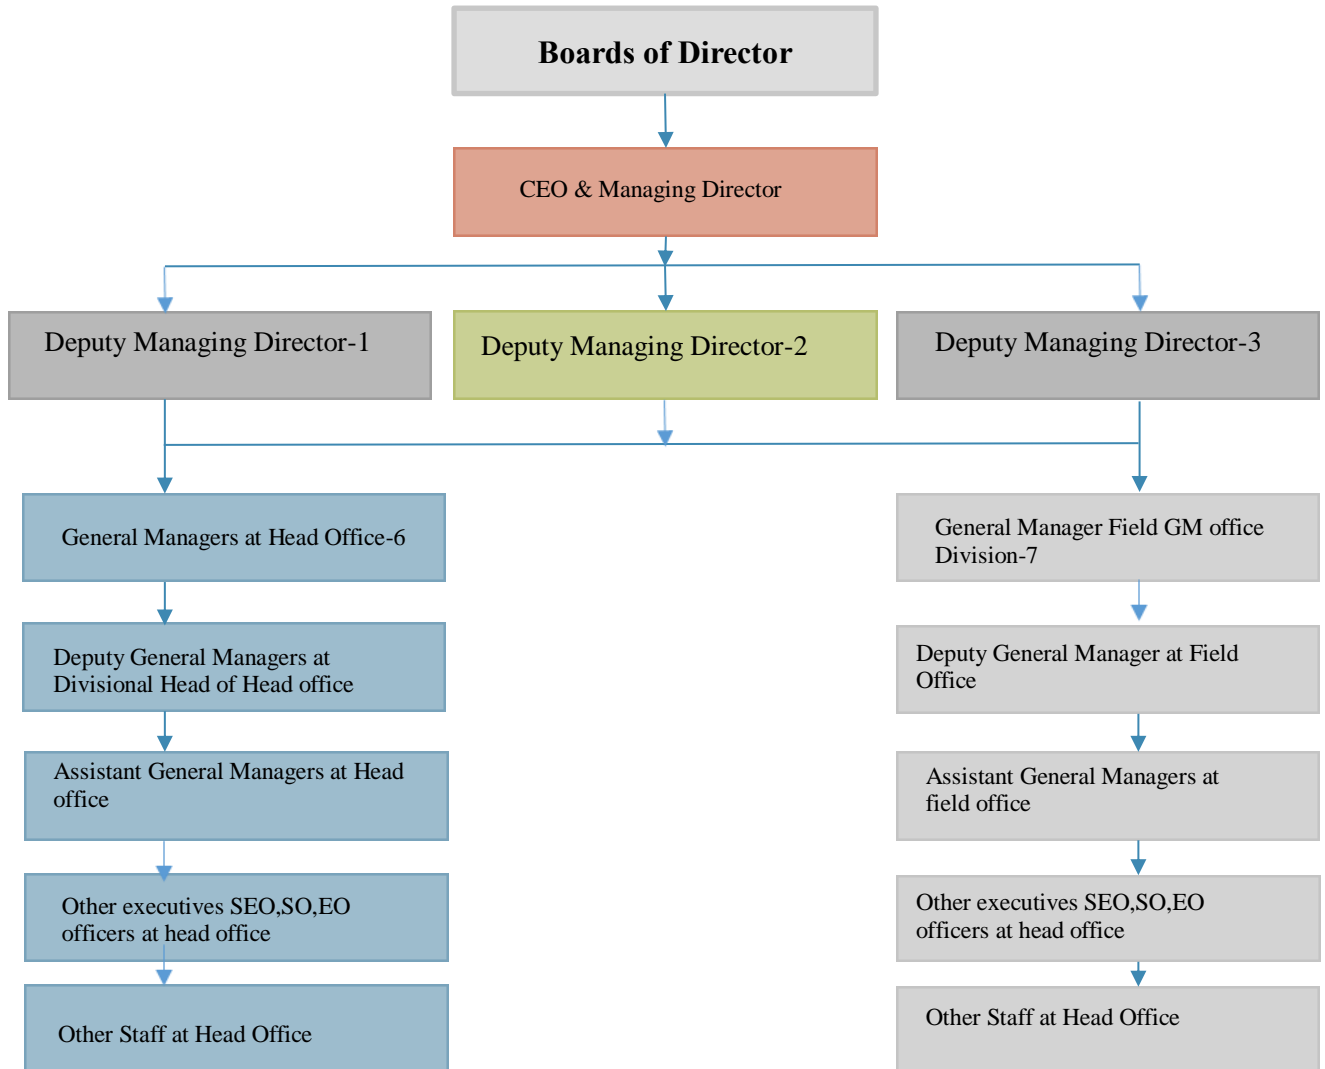 Boards of Director
CEO & Managing Director
Deputy Managing Director-1
Deputy Managing Director-2
Deputy Managing Director-3
General Managers at Head Office-6
General Manager Field GM office
Division-7
Deputy General Managers at
Divisional Head of Head office
Deputy General Manager at Field
Office
Assistant General Managers at Head
office
Assistant General Managers at
field office
Other executives SEO,SO,EO
officers at head office
Other executives SEO,SO,EO
officers at head office
Other Staff at Head Office
Other Staff at Head Office